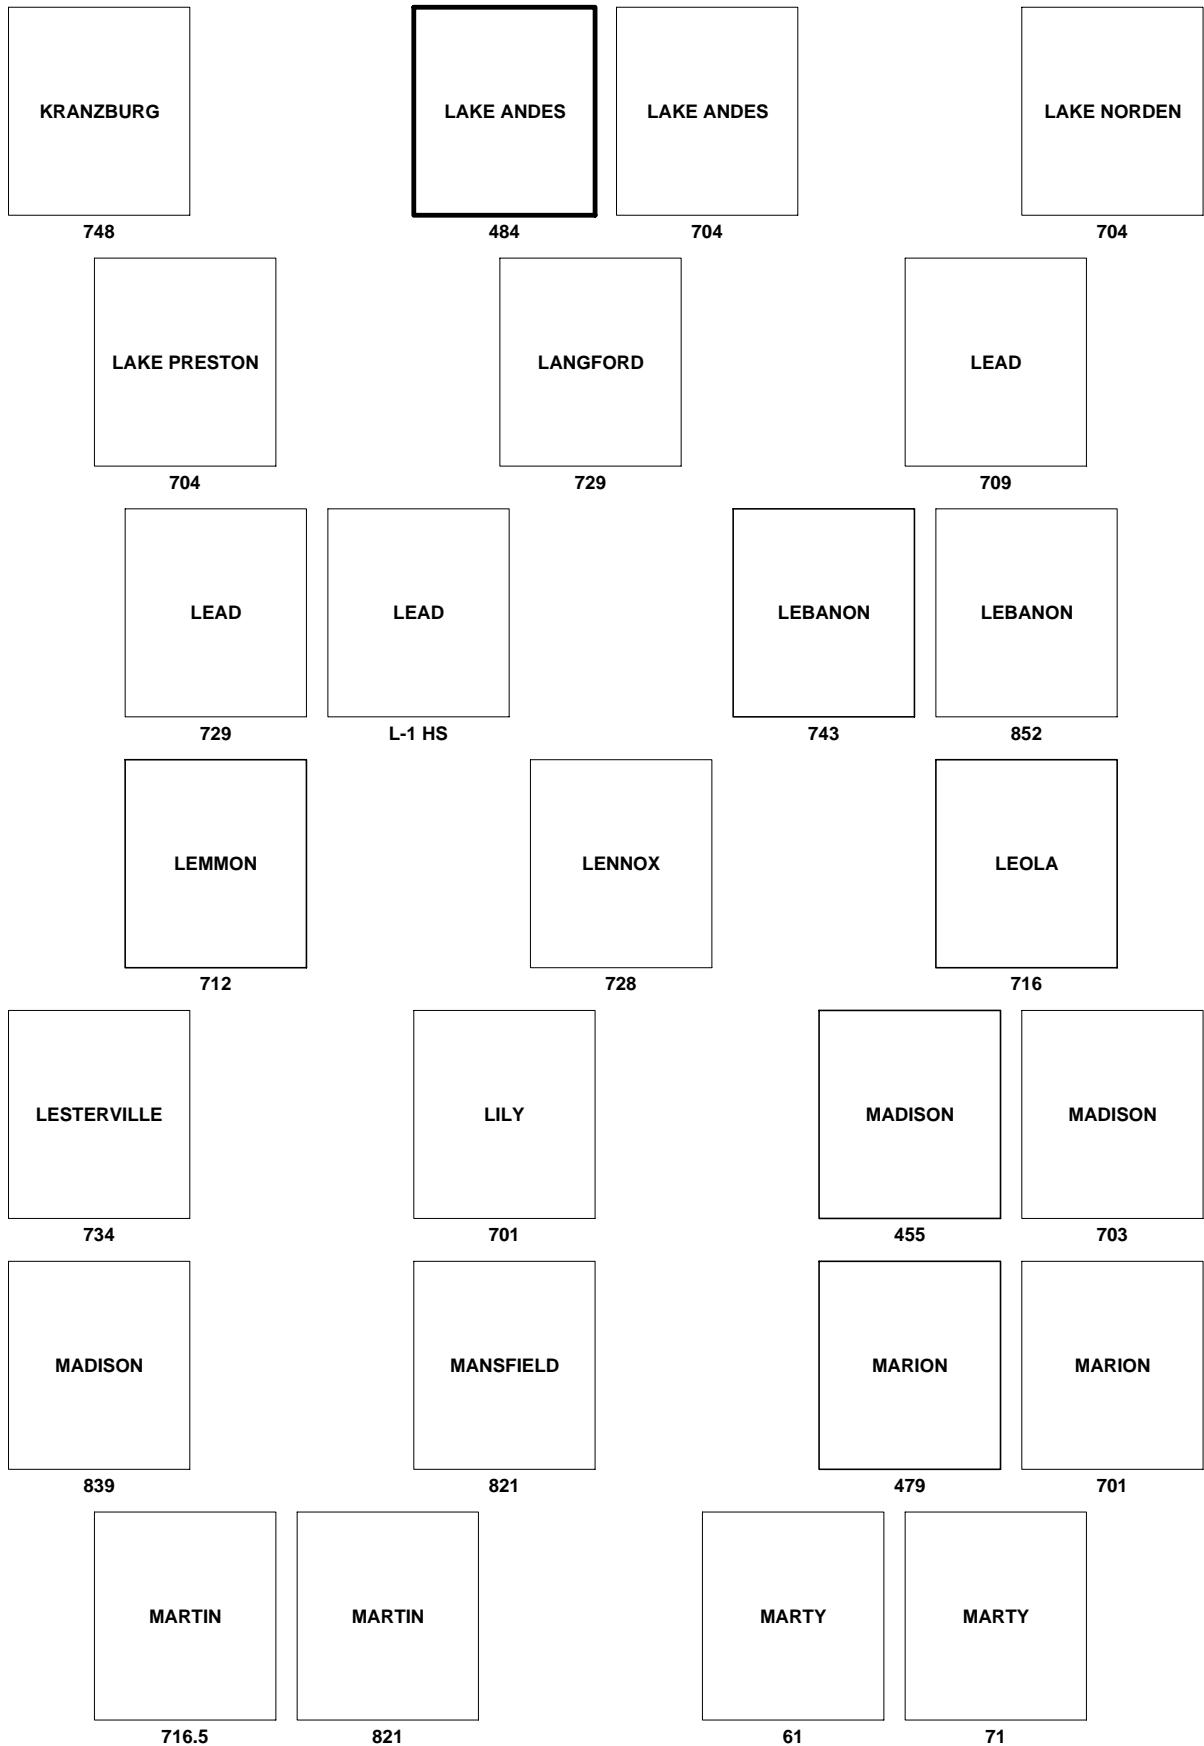 KRANZBURG
LAKE ANDES
LAKE ANDES
LAKE NORDEN
748
484
704
704
LAKE PRESTON
LANGFORD
LEAD
704
729
709
LEAD
LEAD
LEBANON
LEBANON
729
L-1 HS
743
852
LEMMON
LENNOX
LEOLA
712
728
716
LESTERVILLE
LILY
MADISON
MADISON
734
701
455
703
MADISON
MANSFIELD
MARION
MARION
839
821
479
701
MARTIN
MARTIN
MARTY
MARTY
716.5
821
61
71